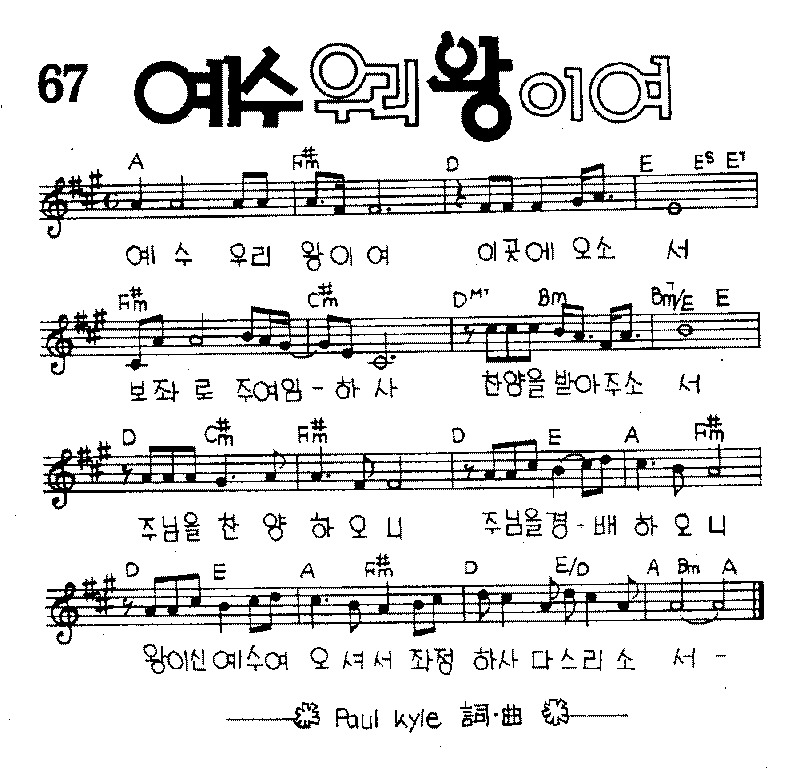 67 예수 우리 왕이여
A F#m D E E⁵ E⁷
예 수 우리 왕 이 여 이곳에 오소 서
F#m C#m D M7 Bm Bm7/E E
보좌 로 주여임 - 하 사 찬양을 받아주소 서
D C#m F#m D E A F#m
주님을 찬 양 하 오 니 주님을경 - 배 하 오 니
D E A F#m D E/D A Bm A
왕이신 예수여 오 셔서 좌정 하사 다스리 소 서 -
Paul kyle 詞·曲